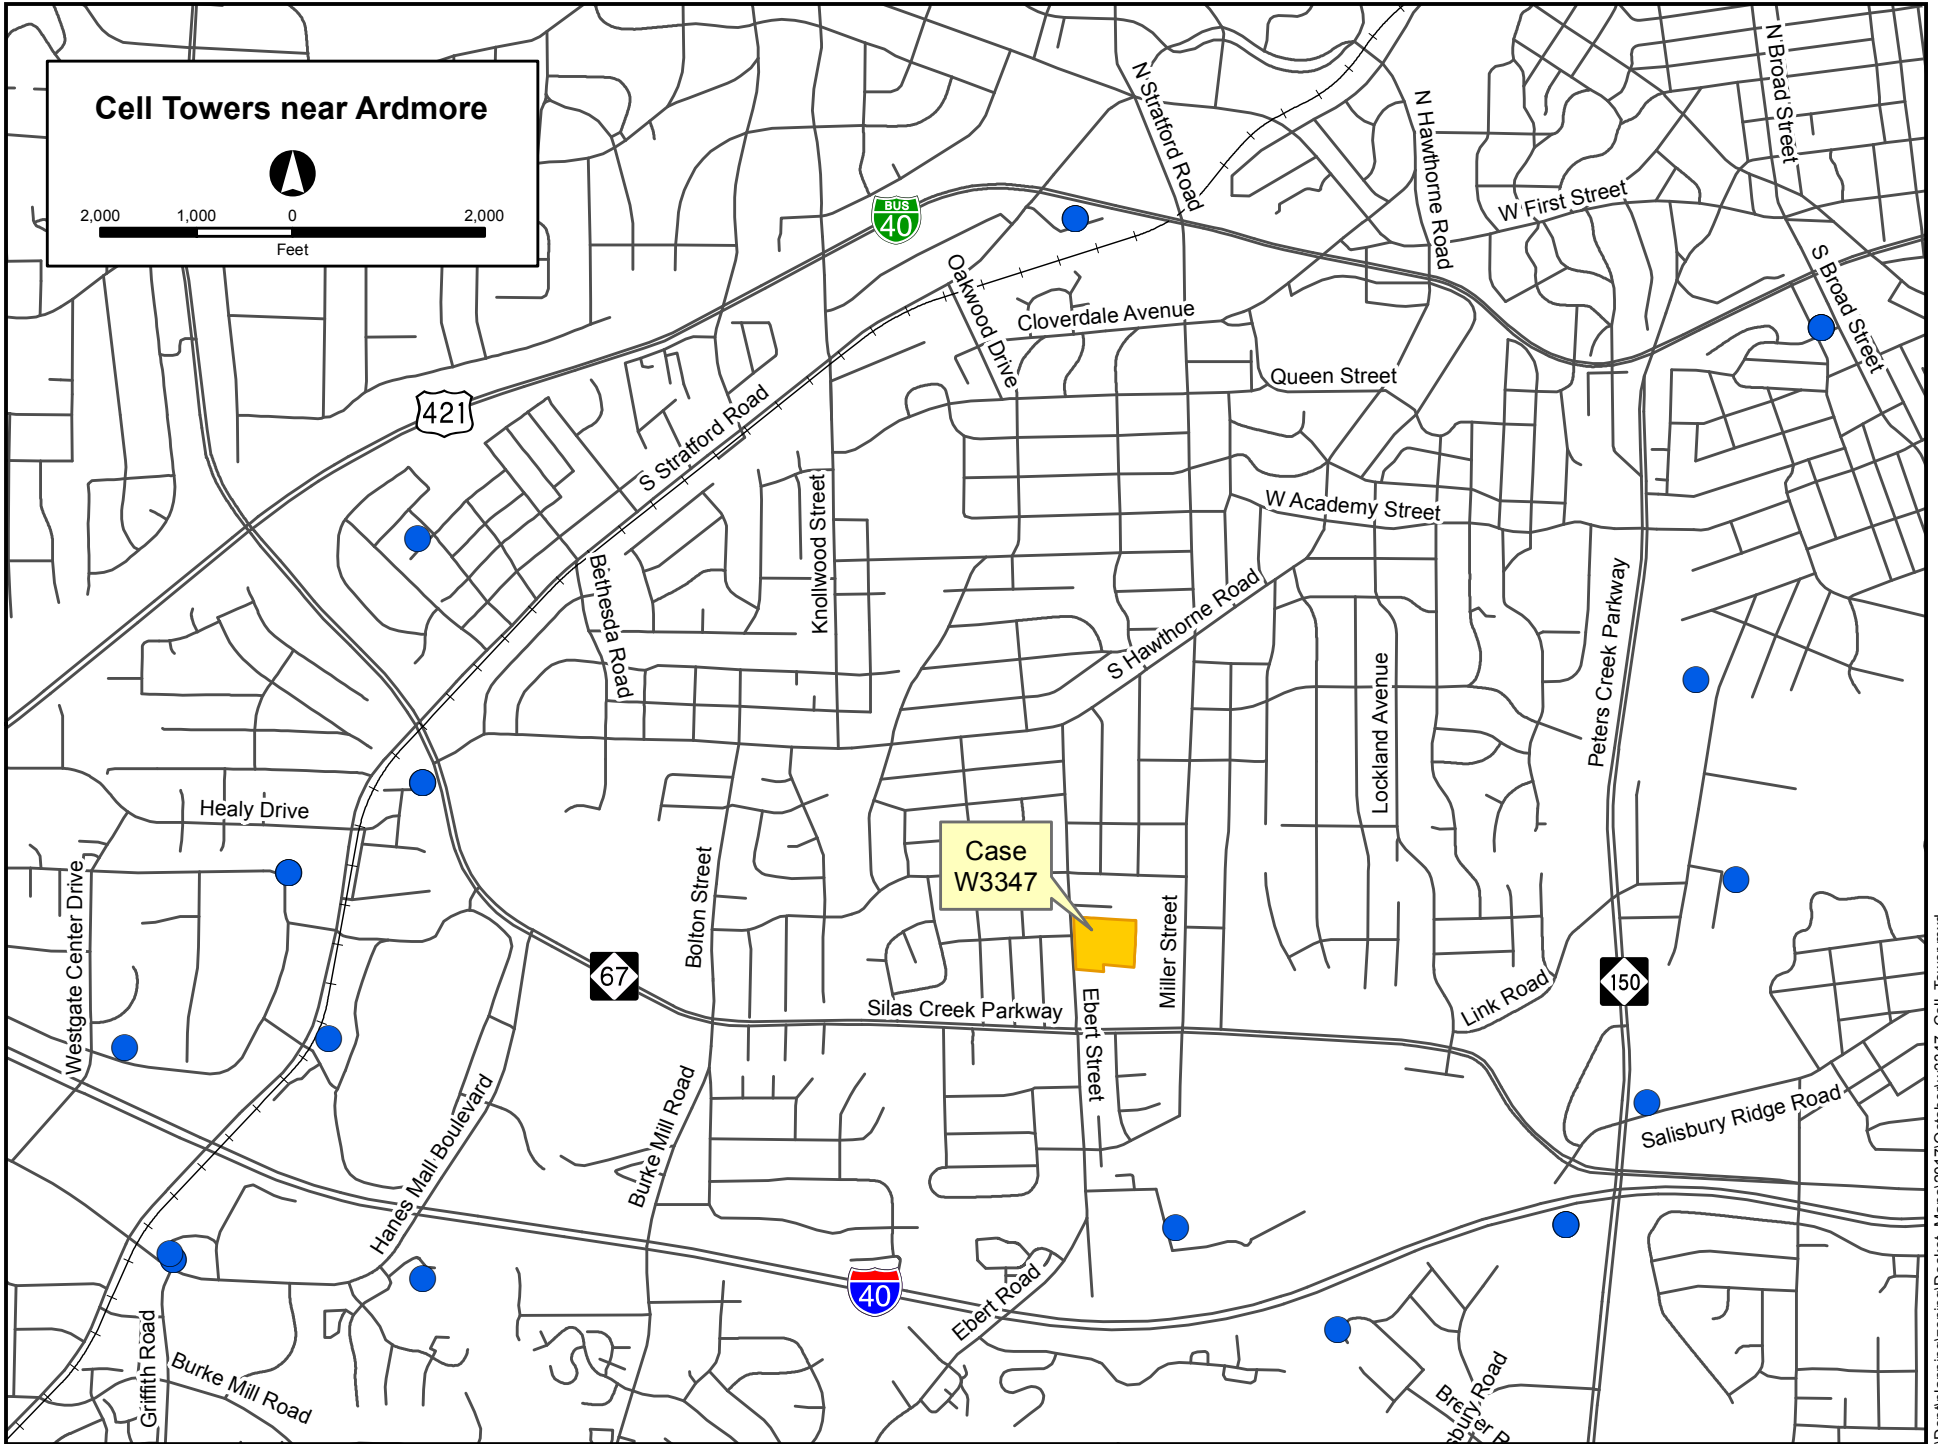 Cell Towers near Ardmore
2,000
1,000
0
2,000
Feet
N Stratford Road
N Hawthorne Road
N Broad Street
W First Street
BUS
40
Oakwood Drive
Cloverdale Avenue
S Broad Street
Queen Street
421
S Stratford Road
Knollwood Street
W Academy Street
Bethesda Road
S Hawthorne Road
Peters Creek Parkway
Lockland Avenue
Healy Drive
Case
W3347
Westgate Center Drive
Bolton Street
Miller Street
67
150
Silas Creek Parkway
Link Road
Ebert Street
Hanes Mall Boulevard
Burke Mill Road
Salisbury Ridge Road
40
Ebert Road
Griffith Road
Burke Mill Road